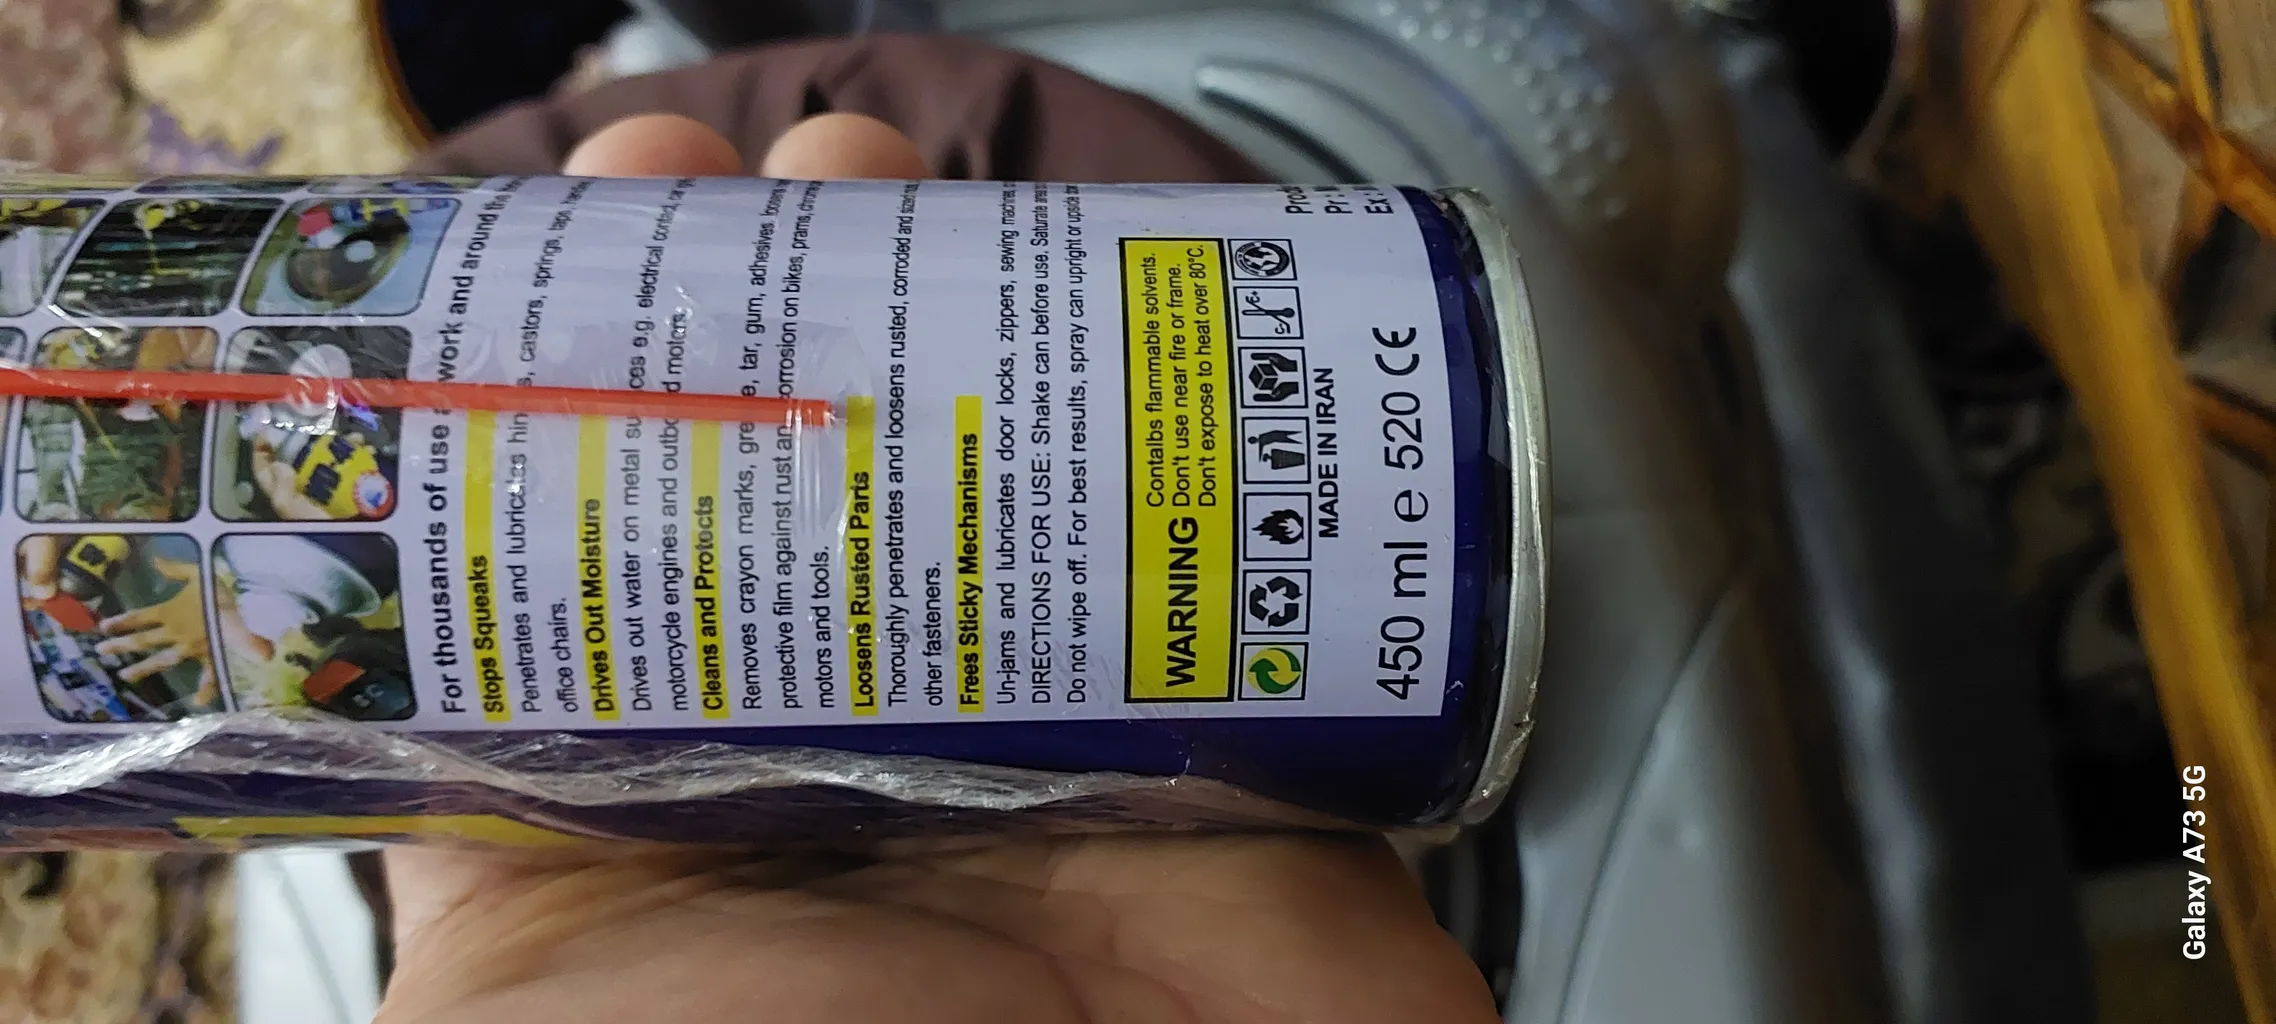 For thousands of use work and around the
Stops Squeaks
Penetrates and lubricates castors, springs, taps,
office chairs.
Drives Out Moisture
Drives out water on metal e.g. electrical contact,
motorcycle engines and motors.
Cleans and Protects
Removes crayon marks, tar, gum, adhesives.
protective film against rust corrosion on bikes, prams,
motors and tools.
Loosens Rusted Parts
Thoroughly penetrates and loosens rusted, corroded and
other fasteners.
Frees Sticky Mechanisms
Un-jams and lubricates door locks, zippers, sewing machines
DIRECTIONS FOR USE: Shake can before use. Saturate
Do not wipe off. For best results, spray can upright or upside
WARNING
Contalbs flammable solvents.
Don't use near fire or frame.
Don't expose to heat over 80°C.
MADE IN IRAN
450 ml e 520 CE
Galaxy A73 5G